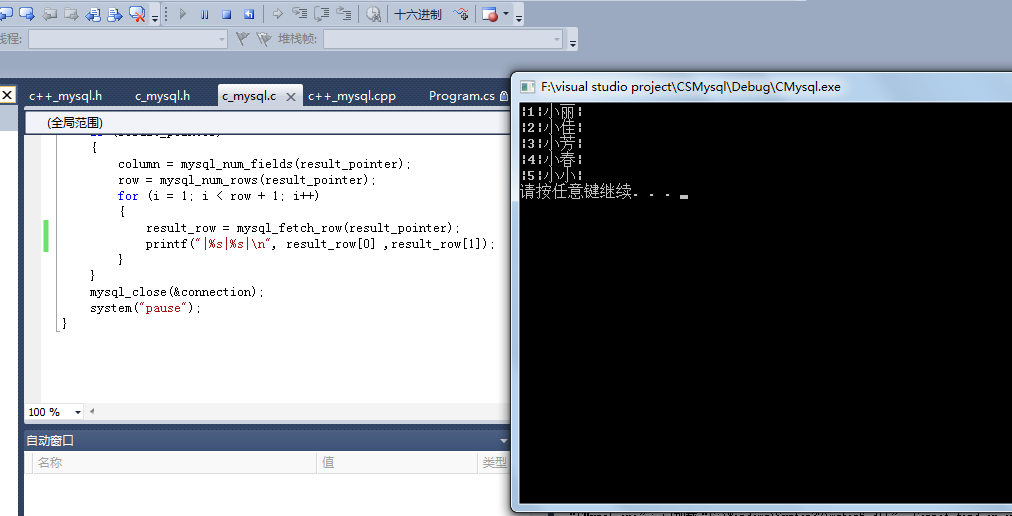 十六进制
线程:
堆栈帧:
c++_mysql.h
c_mysql.h
c_mysql.c
c++_mysql.cpp
Program.cs
(全局范围)
{
column = mysql_num_fields(result_pointer);
row = mysql_num_rows(result_pointer);
for (i = 1; i < row + 1; i++)
{
result_row = mysql_fetch_row(result_pointer);
printf("|%s|%s|\n", result_row[0] ,result_row[1]);
}
}
mysql_close(&connection);
system("pause");
}
100 %
自动窗口
名称
值
类型
F:\visual studio project\CSMysql\Debug\CMysql.exe
|1|小丽|
|2|小佳|
|3|小芳|
|4|小春|
|5|小小|
请按任意键继续. . .